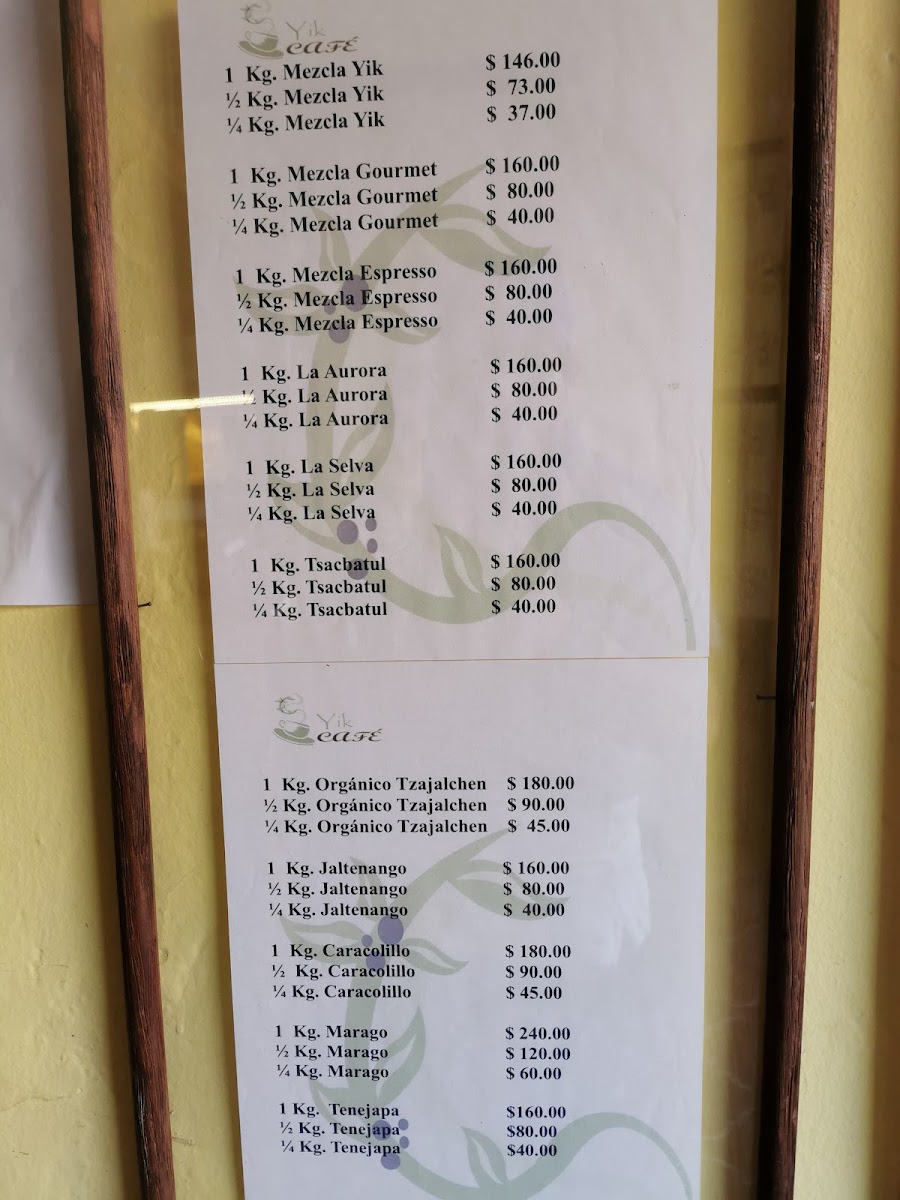 Yik
CAFÉ
1 Kg. Mezcla Yik $ 146.00
½ Kg. Mezcla Yik $ 73.00
¼ Kg. Mezcla Yik $ 37.00
1 Kg. Mezcla Gourmet $ 160.00
½ Kg. Mezcla Gourmet $ 80.00
¼ Kg. Mezcla Gourmet $ 40.00
1 Kg. Mezcla Espresso $ 160.00
½ Kg. Mezcla Espresso $ 80.00
¼ Kg. Mezcla Espresso $ 40.00
1 Kg. La Aurora $ 160.00
½ Kg. La Aurora $ 80.00
¼ Kg. La Aurora $ 40.00
1 Kg. La Selva $ 160.00
½ Kg. La Selva $ 80.00
¼ Kg. La Selva $ 40.00
1 Kg. Tsacbatul $ 160.00
½ Kg. Tsacbatul $ 80.00
¼ Kg. Tsacbatul $ 40.00
Yik
CAFÉ
1 Kg. Orgánico Tzajalchen $ 180.00
½ Kg. Orgánico Tzajalchen $ 90.00
¼ Kg. Orgánico Tzajalchen $ 45.00
1 Kg. Jaltenango $ 160.00
½ Kg. Jaltenango $ 80.00
¼ Kg. Jaltenango $ 40.00
1 Kg. Caracolillo $ 180.00
½ Kg. Caracolillo $ 90.00
¼ Kg. Caracolillo $ 45.00
1 Kg. Marago $ 240.00
½ Kg. Marago $ 120.00
¼ Kg. Marago $ 60.00
1 Kg. Tenejapa $160.00
½ Kg. Tenejapa $80.00
¼ Kg. Tenejapa $40.00